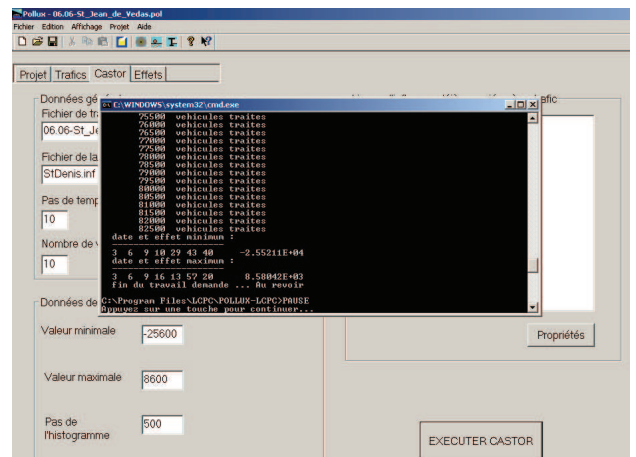 Pollux - 06.06-St_Jean_de_Vedas.pol
Fichier Edition Affichage Projet Aide
Projet Trafics Castor Effets
Données gé
Fichier de tr
06.06-St_Je
Fichier de la
StDenis.inf
Pas de temp
10
Nombre de v
10
afic
C:\WINDOWS\system32\cmd.exe
75500 vehicules traites
76000 vehicules traites
76500 vehicules traites
77000 vehicules traites
77500 vehicules traites
78000 vehicules traites
78500 vehicules traites
79000 vehicules traites
79500 vehicules traites
80000 vehicules traites
80500 vehicules traites
81000 vehicules traites
81500 vehicules traites
82000 vehicules traites
82500 vehicules traites
date et effet minimum :
3 6 9 10 29 43 40 -2.55211E+04
date et effet maximum :
3 6 9 16 13 57 20 8.58042E+03
fin du travail demande ... Au revoir
C:\Program Files\LCPC\POLLUX-LCPC>PAUSE
Appuyez sur une touche pour continuer...
Données de
Valeur minimale
-25600
Valeur maximale
8600
Pas de
l'histogramme
500
Propriétés
EXECUTER CASTOR